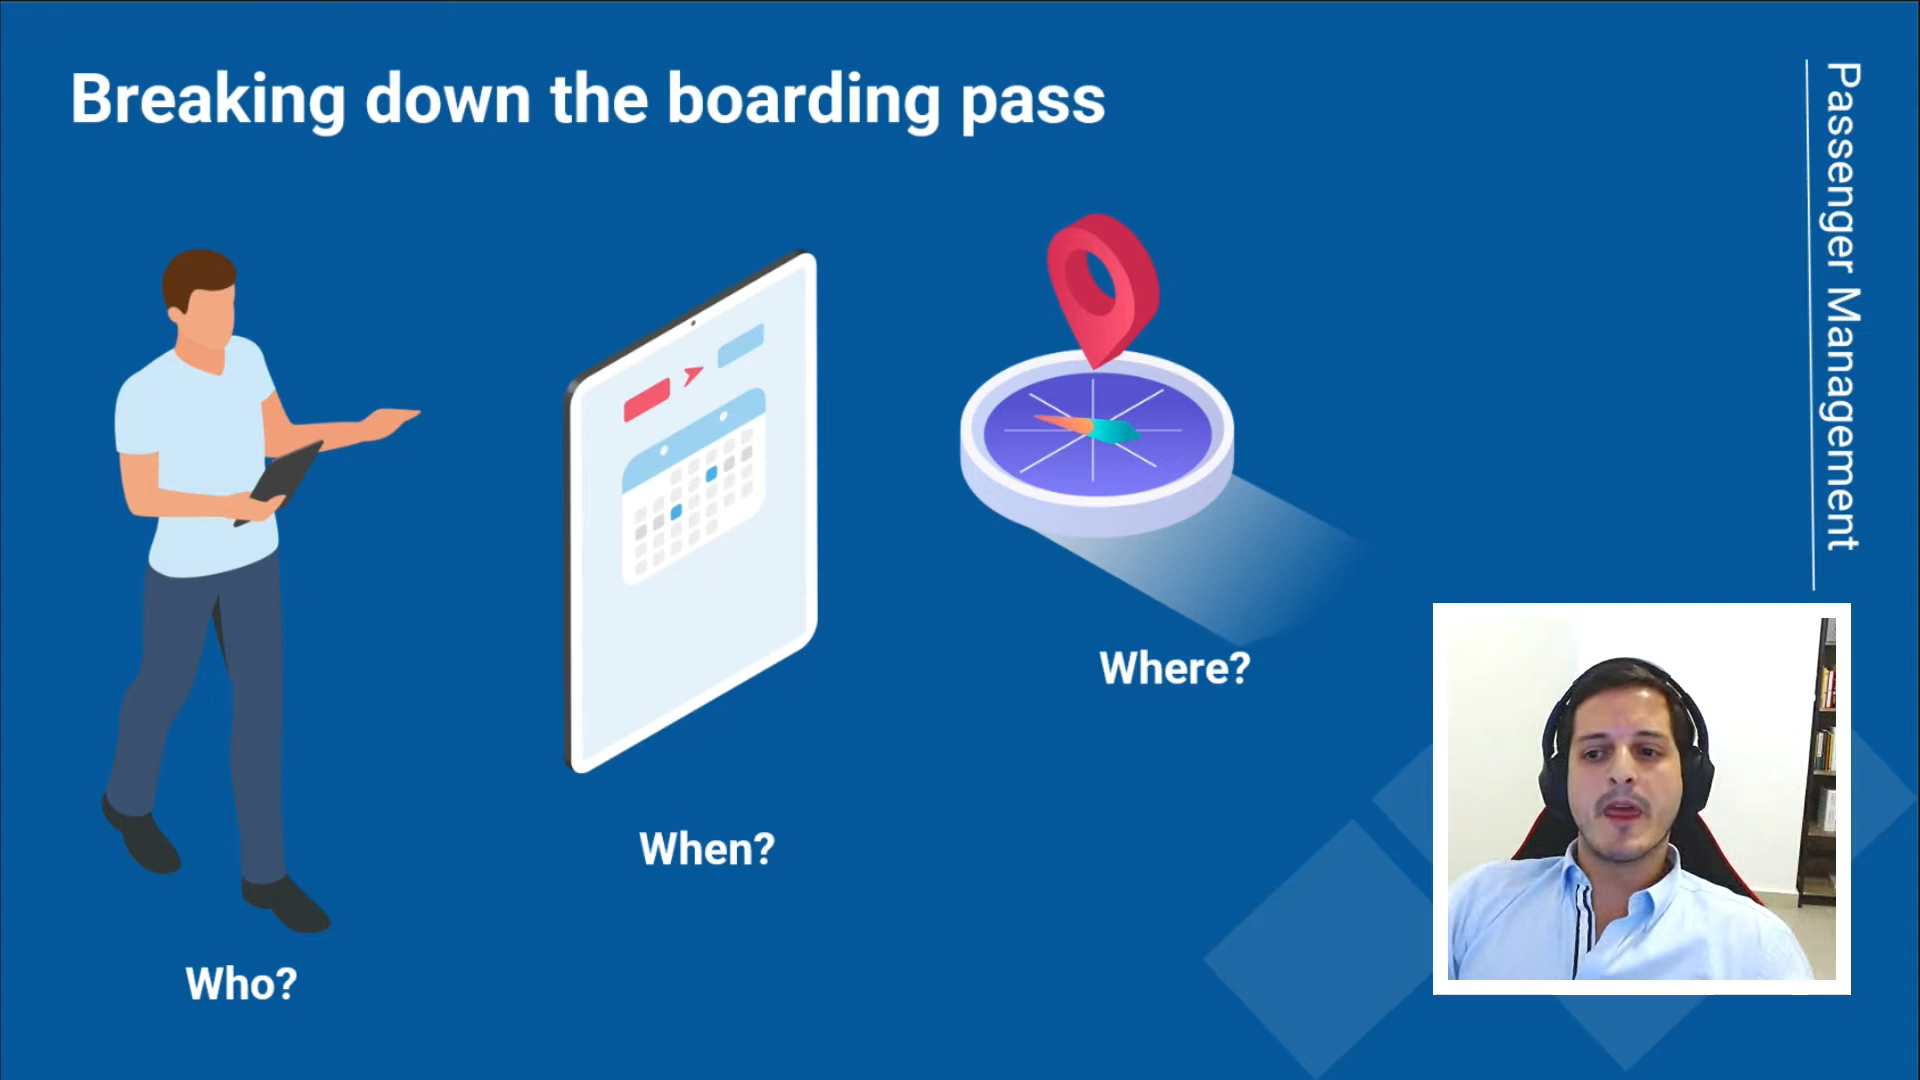 Breaking down the boarding pass
Passenger Management
Who?
When?
Where?